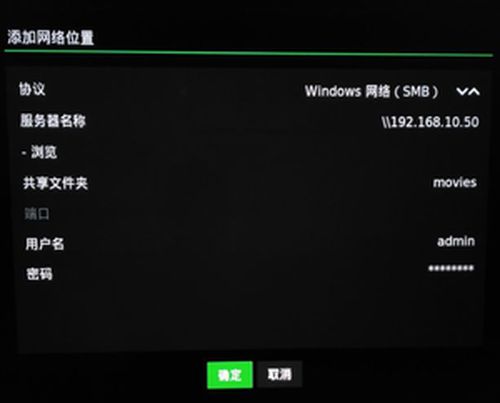 添加网络位置
协议 Windows 网络 ( SMB )
服务器名称 \\192.168.10.50
- 浏览
共享文件夹 movies
端口
用户名 admin
密码 ********
确定 取消